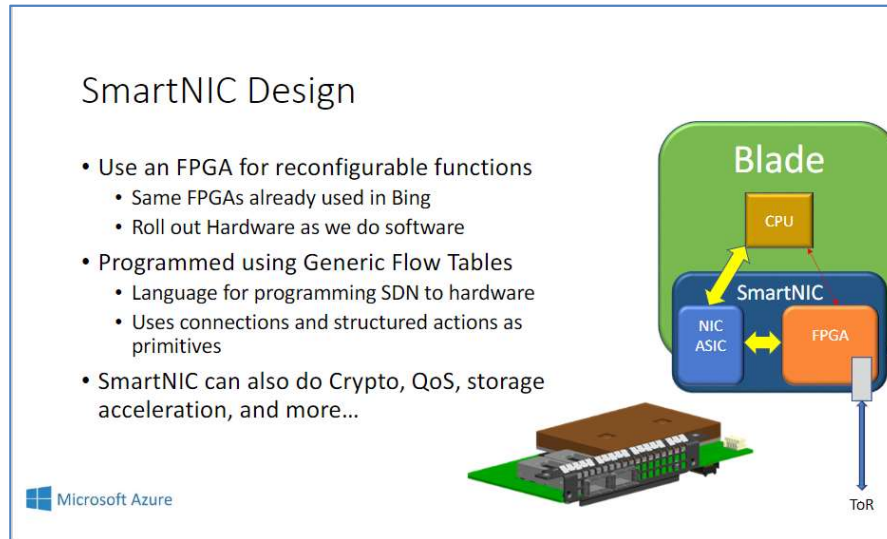 SmartNIC Design
• Use an FPGA for reconfigurable functions
• Same FPGAs already used in Bing
• Roll out Hardware as we do software
• Programmed using Generic Flow Tables
• Language for programming SDN to hardware
• Uses connections and structured actions as
primitives
• SmartNIC can also do Crypto, QoS, storage
acceleration, and more…
Blade
CPU
SmartNIC
NIC
ASIC
FPGA
ToR
Microsoft Azure